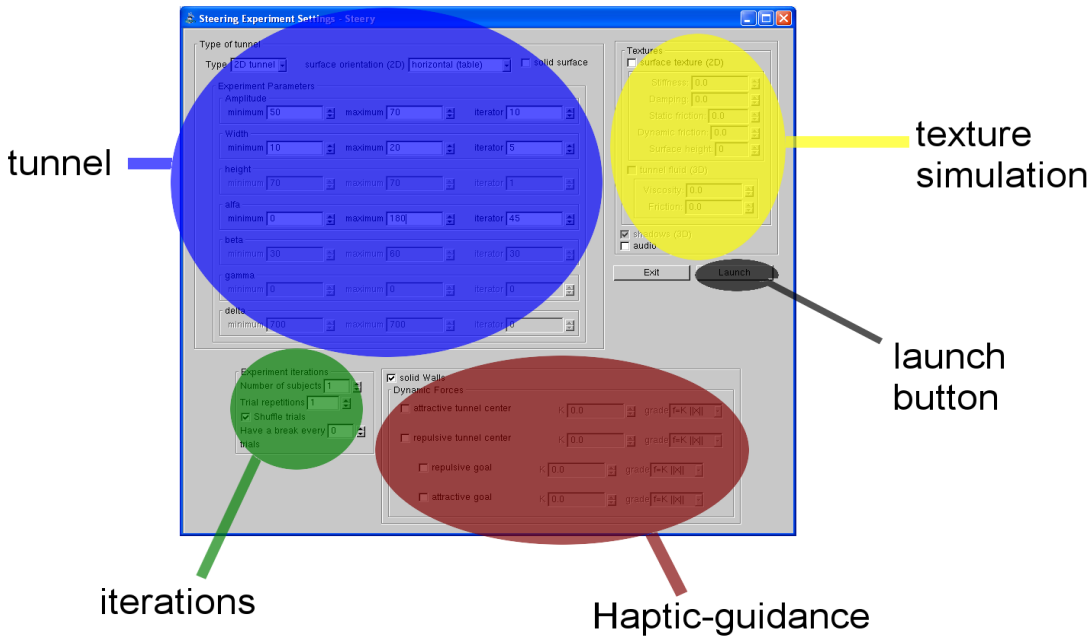 Steering Experiment Settings - Steery
Type of tunnel
Type 2D tunnel surface orientation (2D) horizontal (table) solid surface
Experiment Parameters
Amplitude
minimum 50 maximum 70 iterator 10
Width
minimum 10 maximum 20 iterator 5
height
minimum 70 maximum 70 iterator 1
alfa
minimum 0 maximum 180 iterator 45
beta
minimum 30 maximum 60 iterator 30
gamma
minimum 0 maximum 0 iterator 0
delta
minimum 700 maximum 700 iterator 0
Textures
surface texture (2D)
Stiffness 0.0
Damping 0.0
Static friction 0.0
Dynamic friction 0.0
Surface height 0
tunnel fluid (3D)
Viscosity 0.0
Friction 0.0
shadows (3D)
audio
Exit Launch
Experiment iterations
Number of subjects 1
Trial repetitions 1
Shuffle trials
Have a break every 0
trials
solid Walls
Dynamic Forces
attractive tunnel center K 0.0 grade f=K ||x||
repulsive tunnel center K 0.0 grade f=K ||x||
repulsive goal K 0.0 grade f=K ||x||
attractive goal K 0.0 grade f=K ||x||
tunnel
texture
simulation
launch
button
iterations
Haptic-guidance